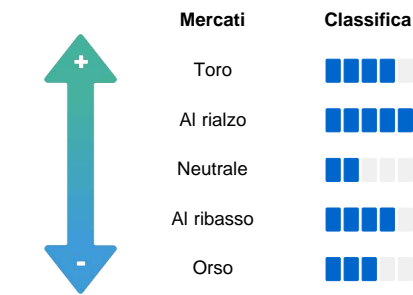 Mercati Classifica
+
Toro
Al rialzo
Neutrale
Al ribasso
-
Orso